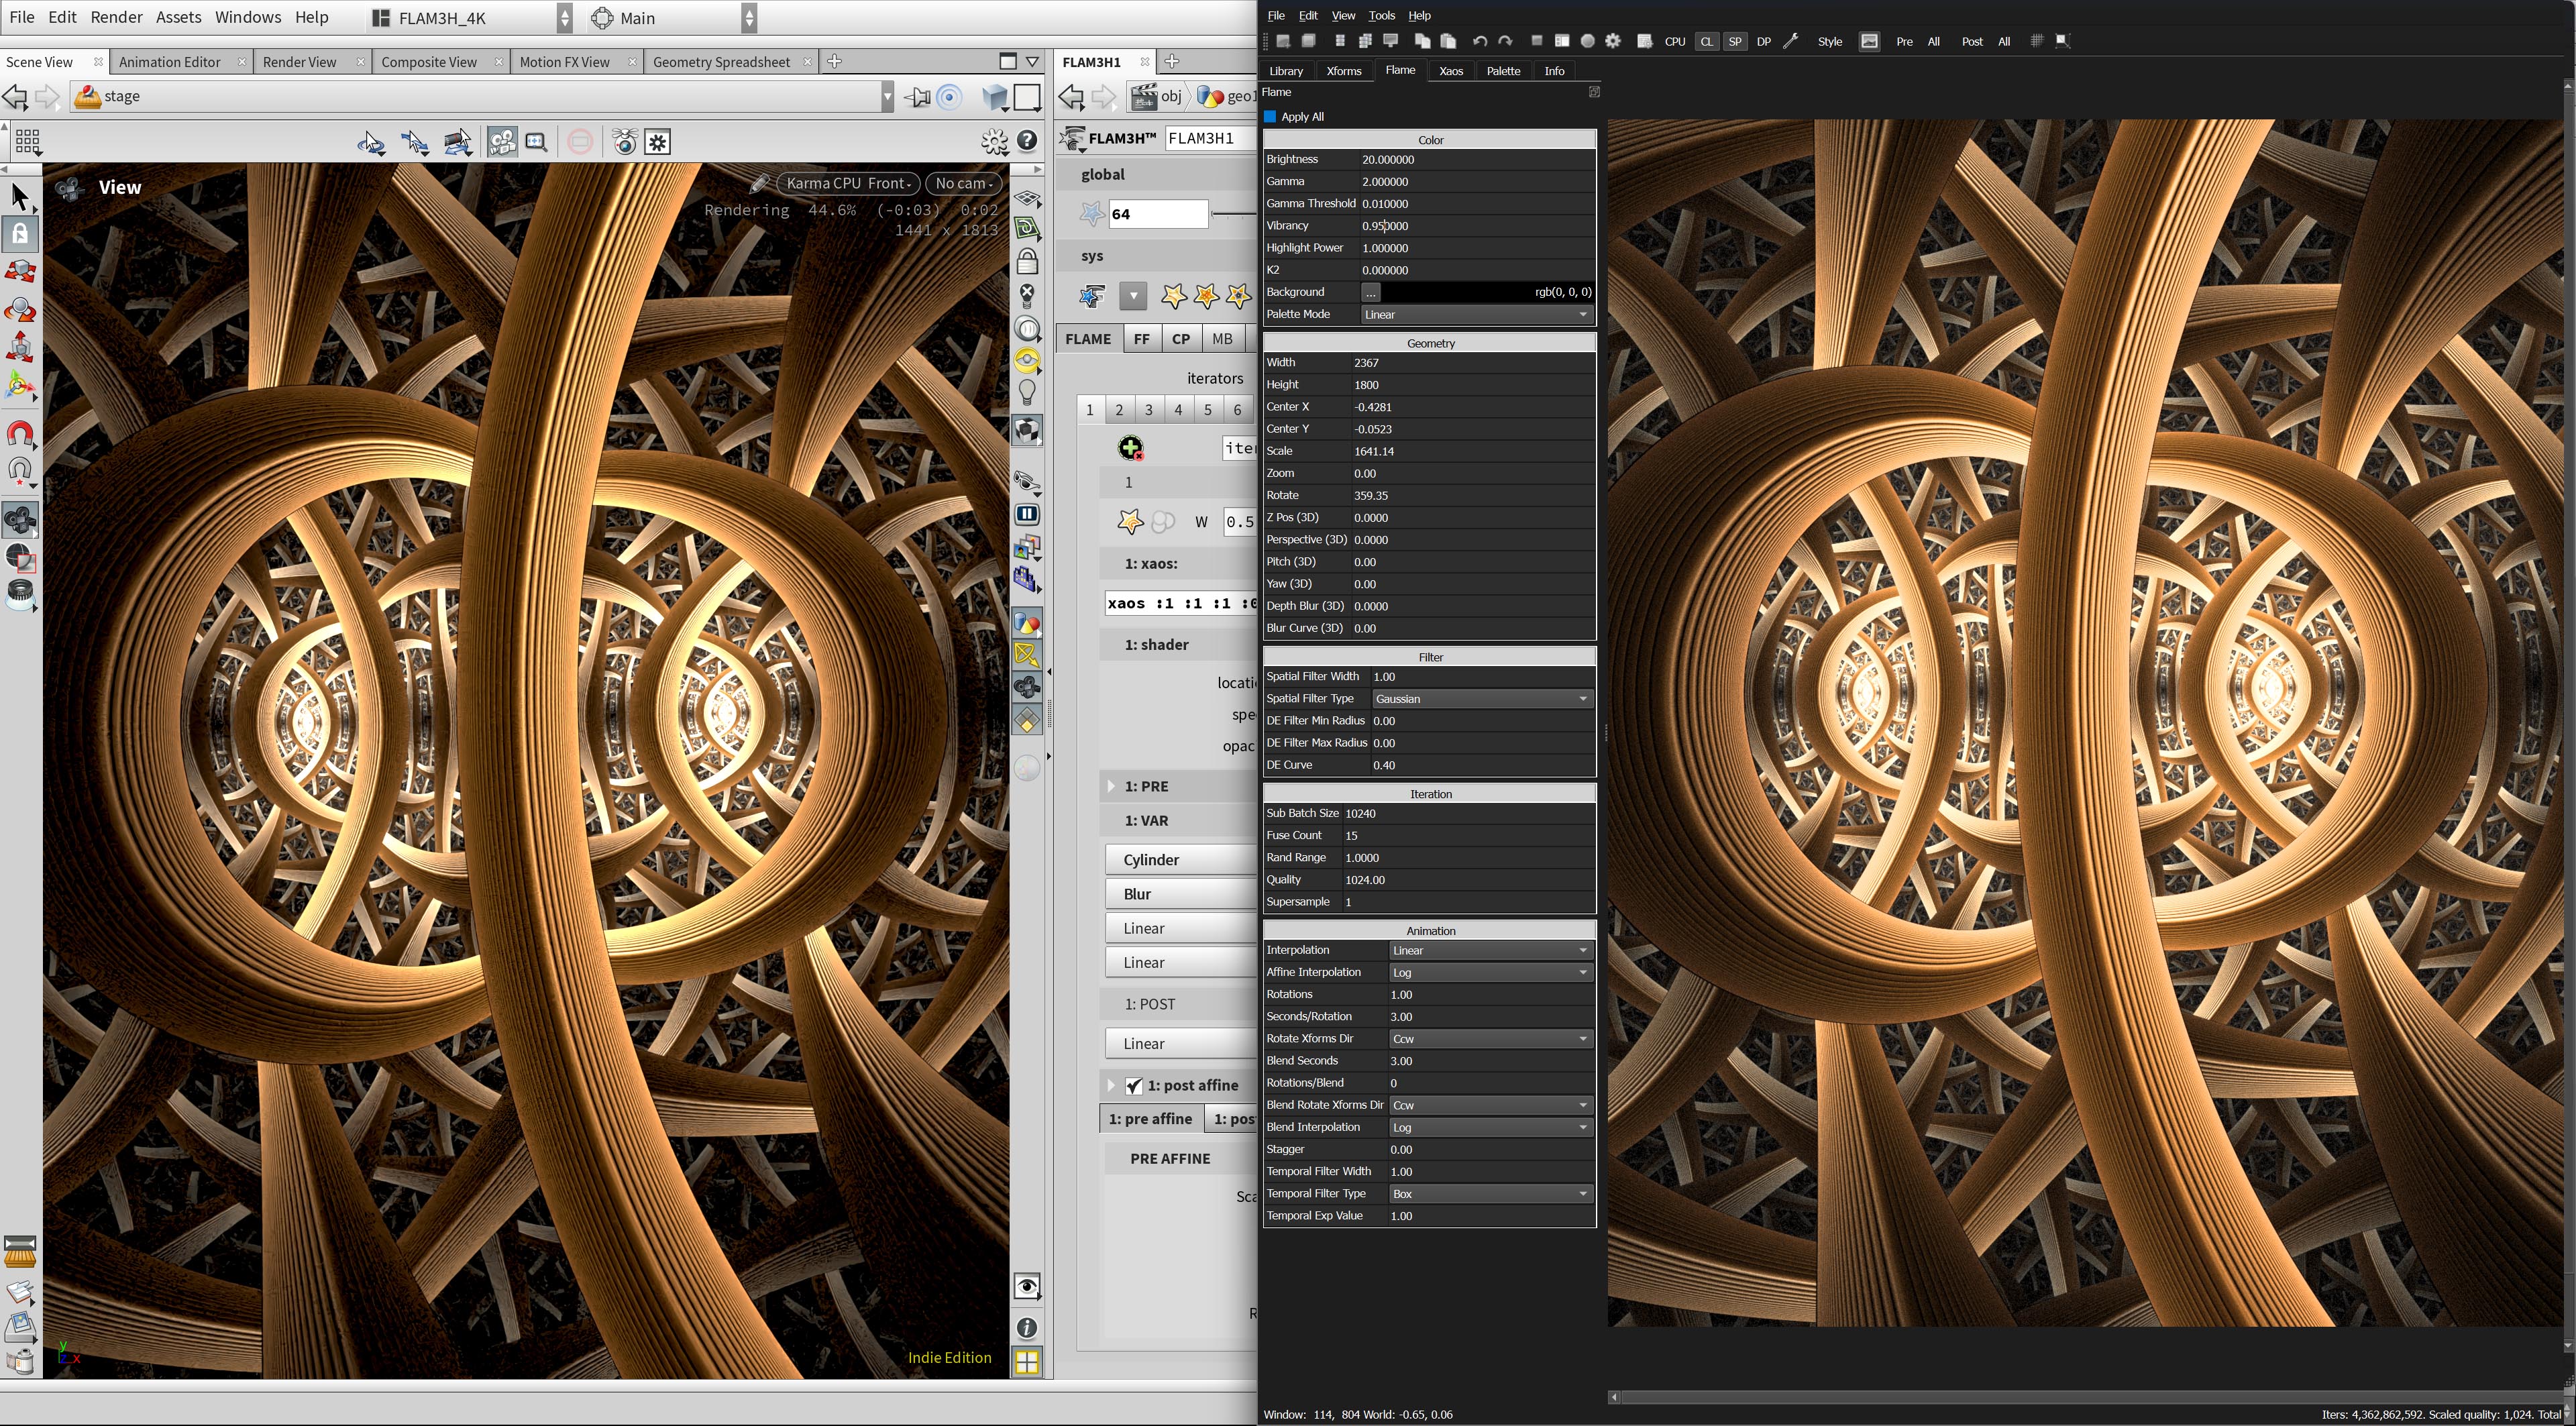 File Edit Render Assets Windows Help FLAM3H_4K Main
Scene View Animation Editor Render View Composite View Motion FX View Geometry Spreadsheet
stage
View
Karma CPU Front No cam
Rendering 44.6% (-0:03) 0:02
1441 x 1813
Indie Edition
y
x
FLAM3H1
obj geo1
FLAM3H™ FLAM3H1
global
64
sys
FLAME FF CP MB
iterators
1 2 3 4 5 6
iter
1
W 0.5
1: xaos:
xaos :1 :1 :1 :0
1: shader
locati
spe
opac
1: PRE
1: VAR
Cylinder
Blur
Linear
Linear
1: POST
Linear
1: post affine
1: pre affine 1: pos
PRE AFFINE
Sca
R
File Edit View Tools Help
CPU CL SP DP Style Pre All Post All
Library Xforms Flame Xaos Palette Info
Flame
Apply All
Color
Brightness 20.000000
Gamma 2.000000
Gamma Threshold 0.010000
Vibrancy 0.950000
Highlight Power 1.000000
K2 0.000000
Background ... rgb(0, 0, 0)
Palette Mode Linear
Geometry
Width 2367
Height 1800
Center X -0.4281
Center Y -0.0523
Scale 1641.14
Zoom 0.00
Rotate 359.35
Z Pos (3D) 0.0000
Perspective (3D) 0.0000
Pitch (3D) 0.00
Yaw (3D) 0.00
Depth Blur (3D) 0.0000
Blur Curve (3D) 0.00
Filter
Spatial Filter Width 1.00
Spatial Filter Type Gaussian
DE Filter Min Radius 0.00
DE Filter Max Radius 0.00
DE Curve 0.40
Iteration
Sub Batch Size 10240
Fuse Count 15
Rand Range 1.0000
Quality 1024.00
Supersample 1
Animation
Interpolation Linear
Affine Interpolation Log
Rotations 1.00
Seconds/Rotation 3.00
Rotate Xforms Dir Ccw
Blend Seconds 3.00
Rotations/Blend 0
Blend Rotate Xforms Dir Ccw
Blend Interpolation Log
Stagger 0.00
Temporal Filter Width 1.00
Temporal Filter Type Box
Temporal Exp Value 1.00
Window: 114, 804 World: -0.65, 0.06
Iters: 4,362,862,592. Scaled quality: 1,024. Total